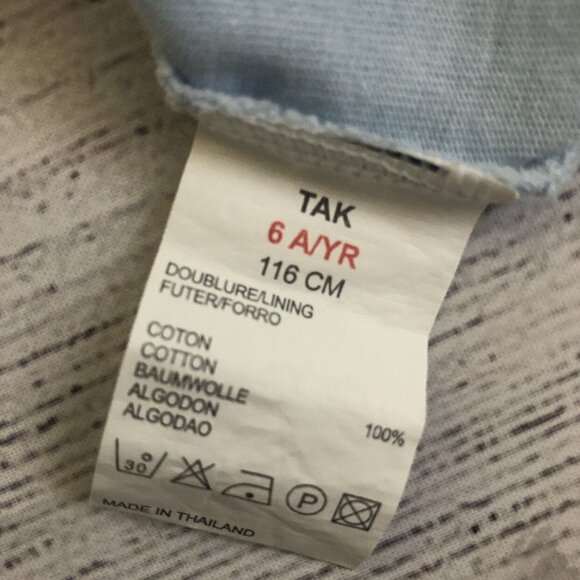 TAK
6 A/YR
116 CM
DOUBLURE/LINING
FUTER/FORRO
COTON
COTTON
BAUMWOLLE
ALGODON
ALGODAO 100%
30° P
MADE IN THAILAND